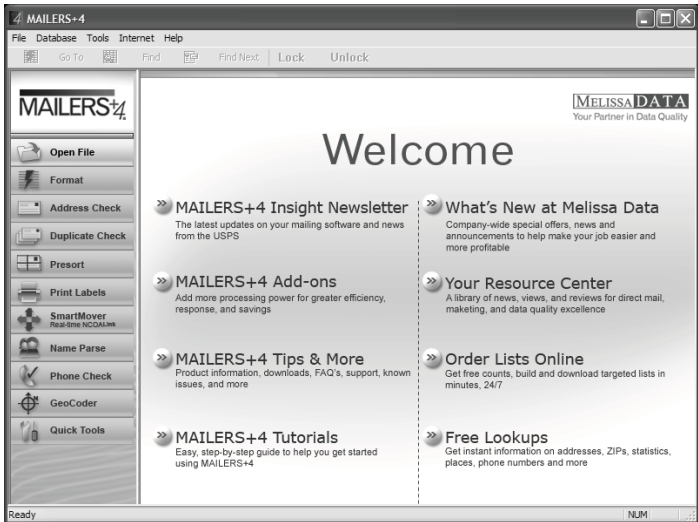 MAILERS+4
File Database Tools Internet Help
Go To Find Find Next Lock Unlock
MAILERS+4
MELISSA DATA
Your Partner in Data Quality
Welcome
Open File
Format
Address Check
Duplicate Check
Presort
Print Labels
SmartMover
Real-time NCOALink
Name Parse
Phone Check
GeoCoder
Quick Tools
MAILERS+4 Insight Newsletter
The latest updates on your mailing software and news
from the USPS
MAILERS+4 Add-ons
Add more processing power for greater efficiency,
response, and savings
MAILERS+4 Tips & More
Product information, downloads, FAQ's, support, known
issues, and more
MAILERS+4 Tutorials
Easy, step-by-step guide to help you get started
using MAILERS+4
What's New at Melissa Data
Company-wide special offers, news and
announcements to help make your job easier and
more profitable
Your Resource Center
A library of news, views, and reviews for direct mail,
maketing, and data quality excellence
Order Lists Online
Get free counts, build and download targeted lists in
minutes, 24/7
Free Lookups
Get instant information on addresses, ZIPs, statistics,
places, phone numbers and more
Ready
NUM